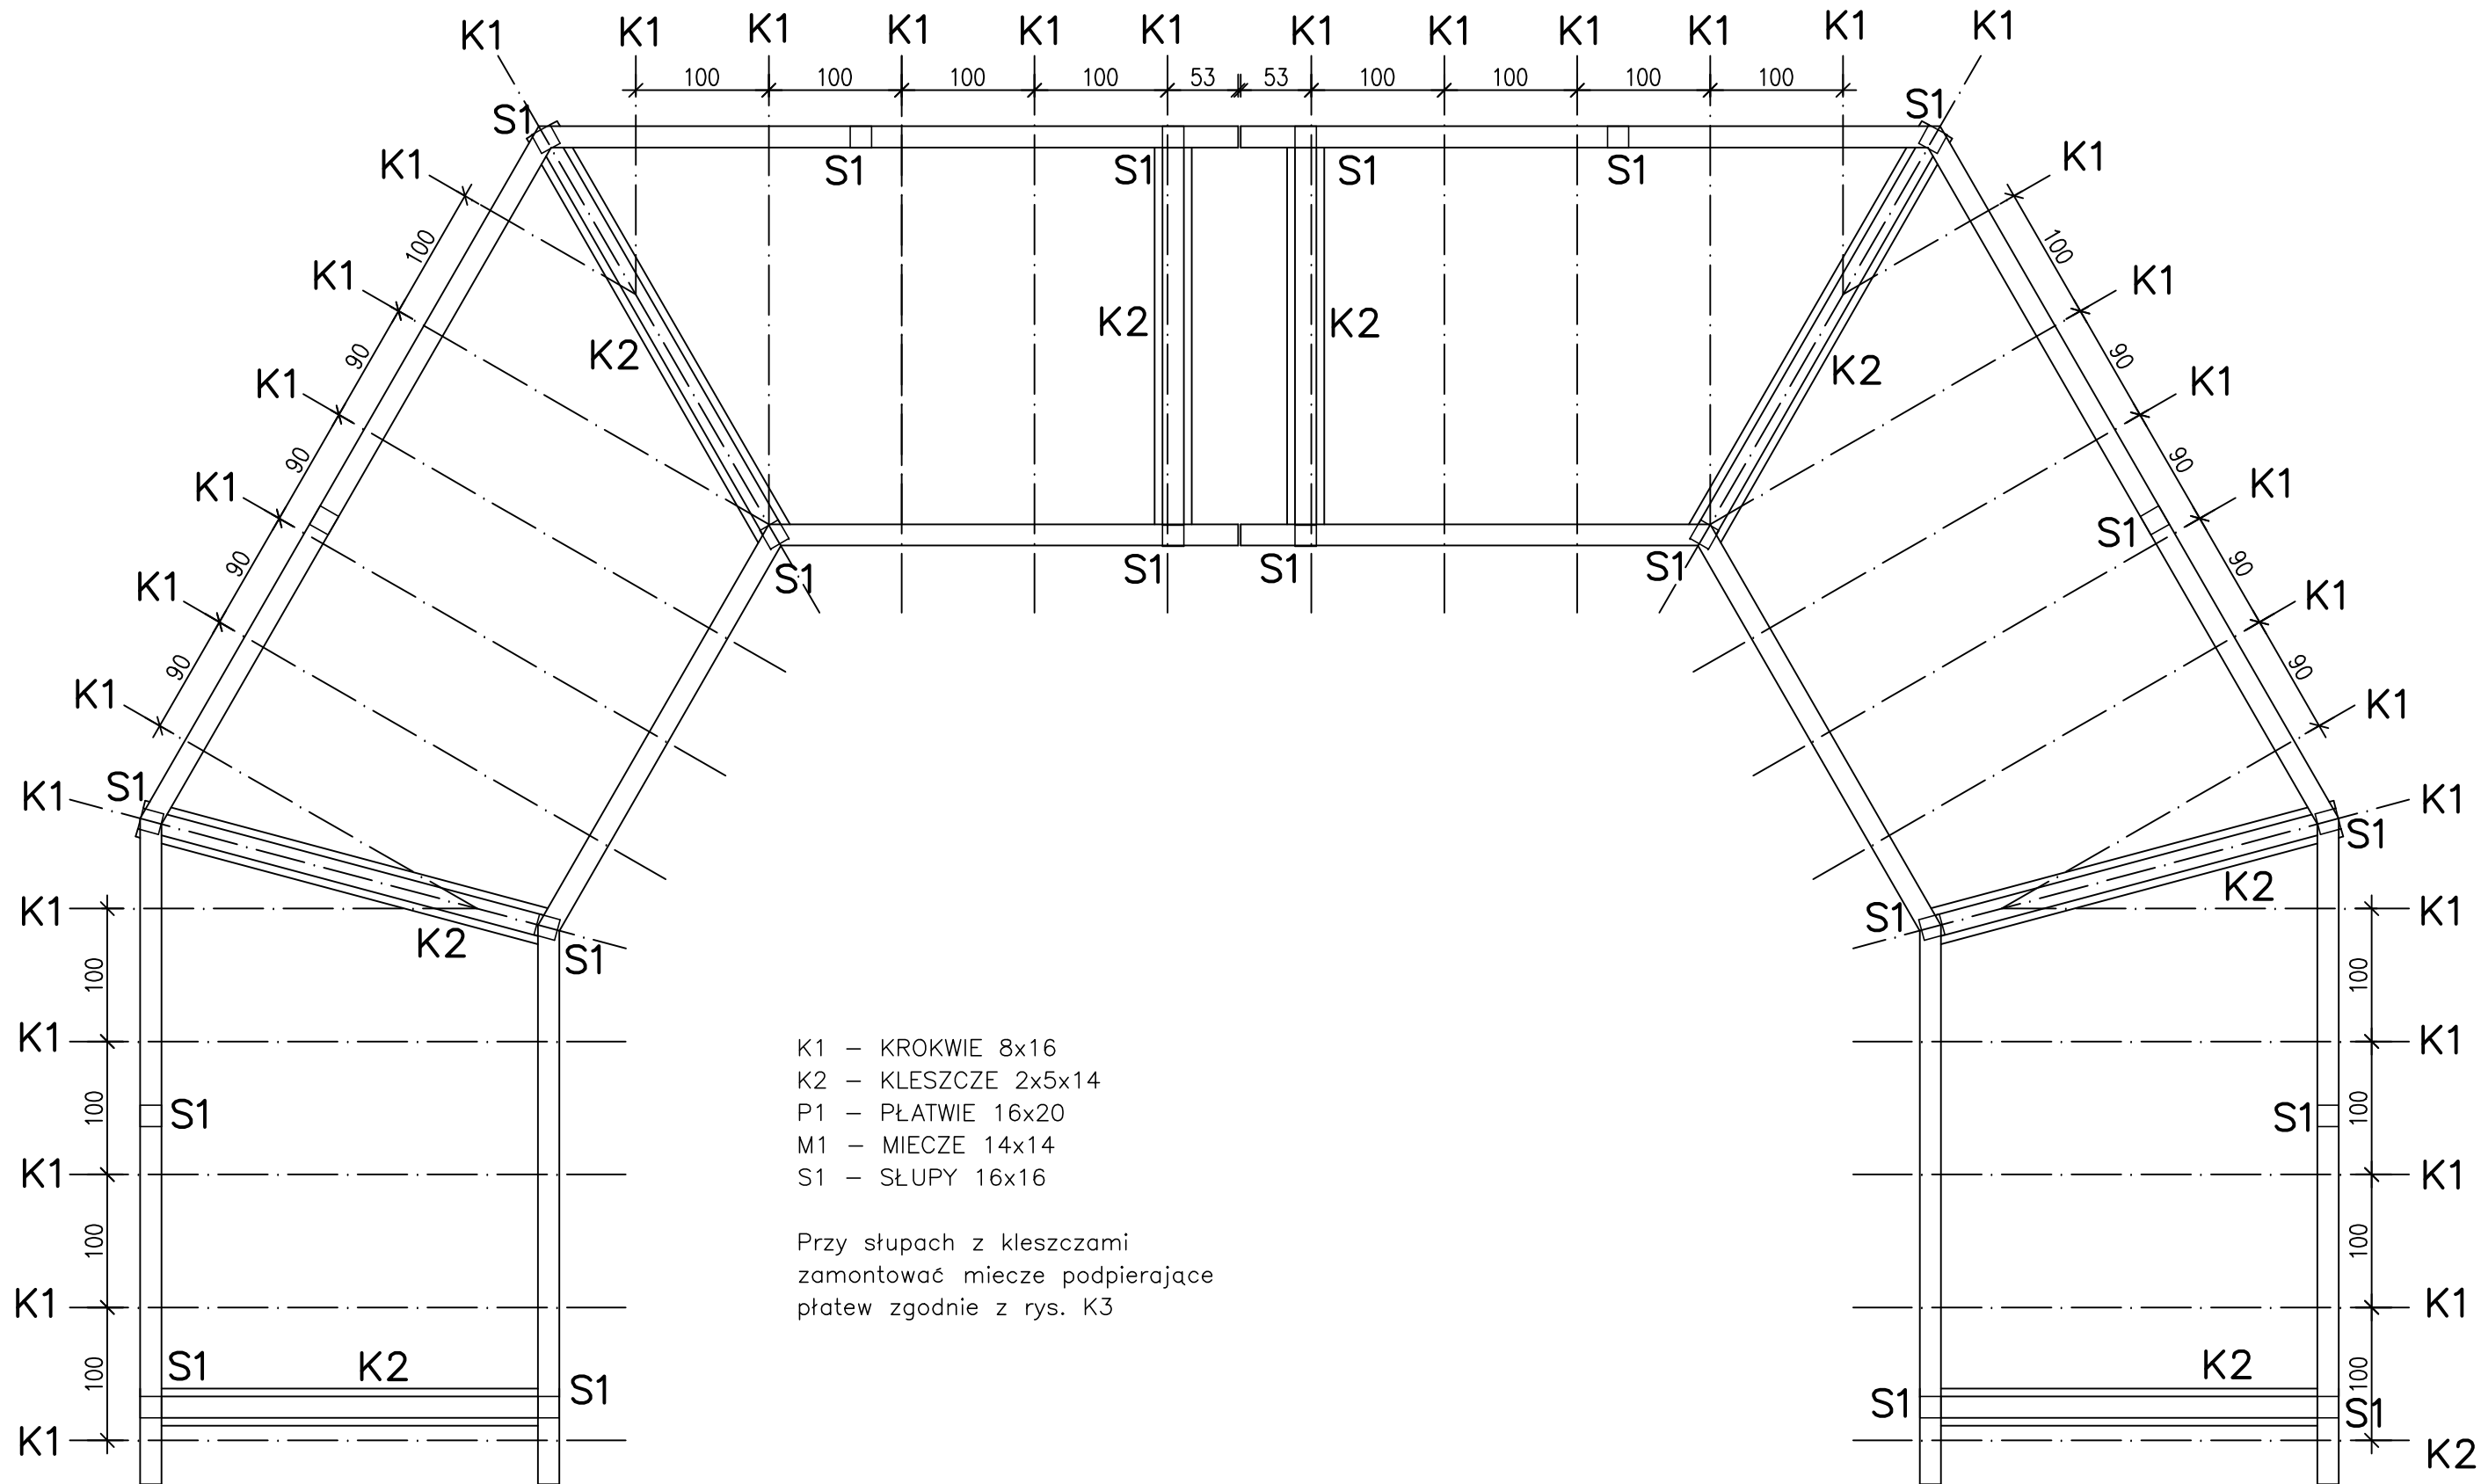 K1 K1 K1 K1 K1 K1 K1 K1 K1 K1 K1 K1
100 100 100 100 53 53 100 100 100 100
S1 S1
K1 S1 S1 S1 S1 K1
100 100
K1 K1
K2 K2 K2 K2
90 90
K1 K1
90 90
K1 K1
S1
S1 S1 S1 S1
90 90
K1 K1
90 90
K1 K1
S1 K1 K1
S1
K2
K1 S1 K1
K2
S1
100 100
K1 K1
100 S1 S1 100
K1 K1
100 100
K1 K1
S1 K2 K2
100 S1 S1 S1 100
K1 K2
K1 – KROKWIE 8x16
K2 – KLESZCZE 2x5x14
P1 – PŁATWIE 16x20
M1 – MIECZE 14x14
S1 – SŁUPY 16x16
Przy słupach z kleszczami
zamontować miecze podpierające
płatew zgodnie z rys. K3